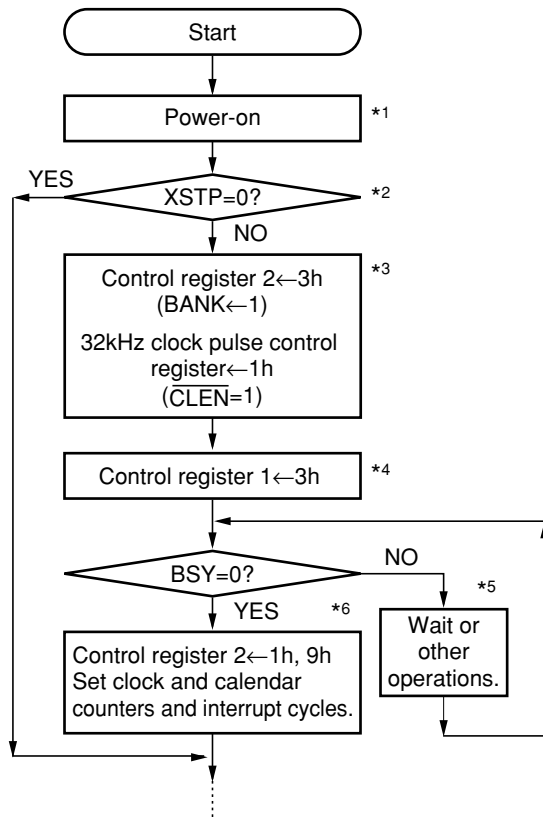 Start
Power-on
*1
YES
XSTP=0?
*2
NO
Control register 2←3h
(BANK←1)
32kHz clock pulse control
register←1h
(C̅L̅E̅N̅=1)
*3
Control register 1←3h
*4
BSY=0?
NO
YES
*6
*5
Wait or
other
operations.
Control register 2←1h, 9h
Set clock and calendar
counters and interrupt cycles.